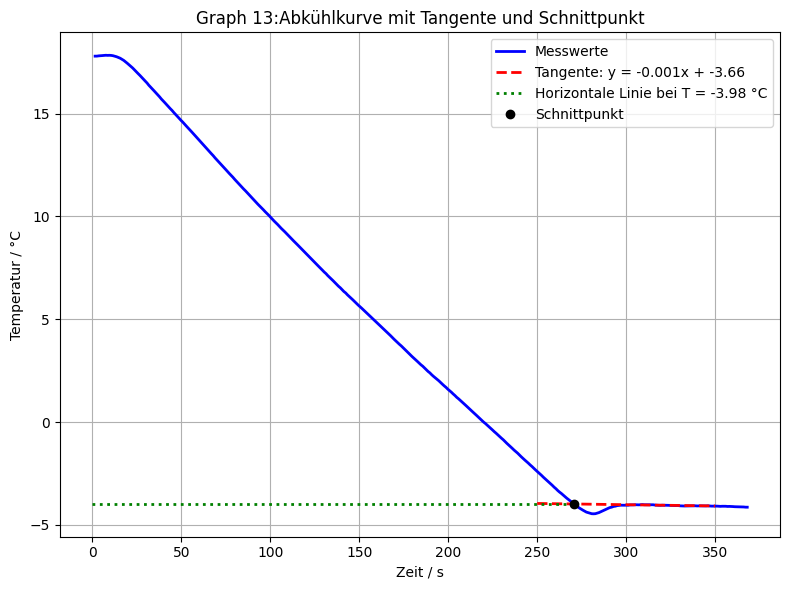 Graph 13:Abkühlkurve mit Tangente und Schnittpunkt
Messwerte
Tangente: y = -0.001x + -3.66
Horizontale Linie bei T = -3.98 °C
Schnittpunkt
Temperatur / °C
15
10
5
0
−5
0 50 100 150 200 250 300 350
Zeit / s